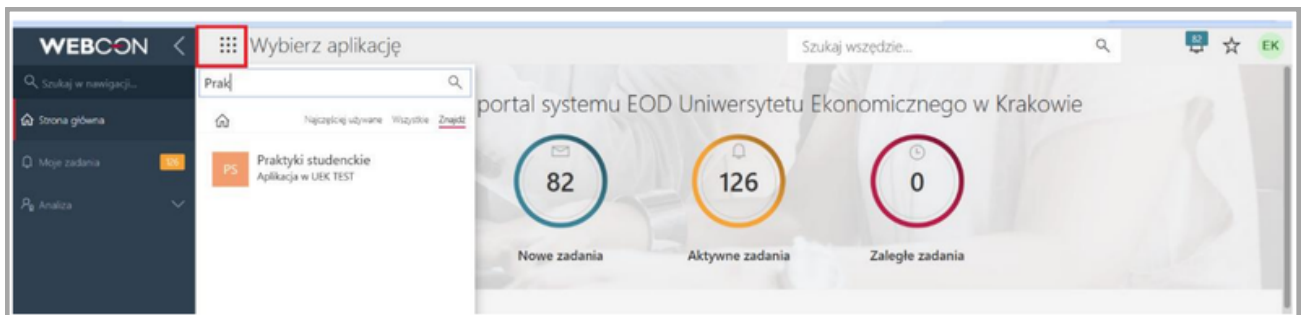 WEBCON
Wybierz aplikację
Szukaj wszędzie...
82
EK
Szukaj w nawigacji...
Prak
Strona główna
Najczęściej używane Wszystkie Znajdź
portal systemu EOD Uniwersytetu Ekonomicznego w Krakowie
Moje zadania
126
PS
Praktyki studenckie
Aplikacja w UEK TEST
82
126
0
Analiza
Nowe zadania
Aktywne zadania
Zaległe zadania